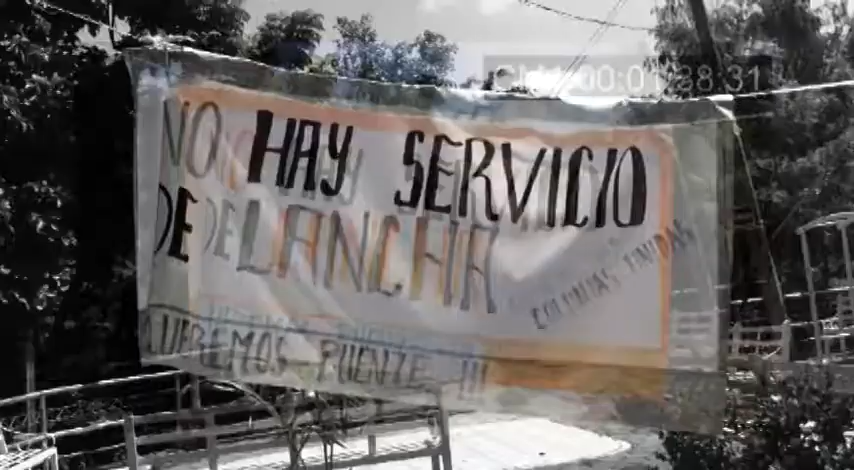 NO HAY SERVICIO
DE LANCHA
COLONIAS UNIDAS
QUEREMOS PUENTE !!!